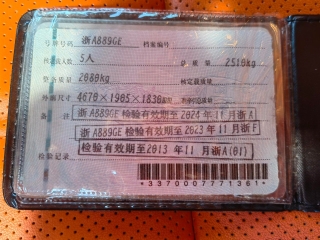 号牌号码 浙A889GE 档案编号
核定载人数 5人 总质量 2510kg
整备质量 2080kg 核定载质量
外廓尺寸 4670×1905×1830
备注 浙A889GE 检验有效期至2024年11月浙A
浙A889GE 检验有效期至2023年11月浙F
检验记录 检验有效期至2013年11月浙A(01)
*3370007771361*